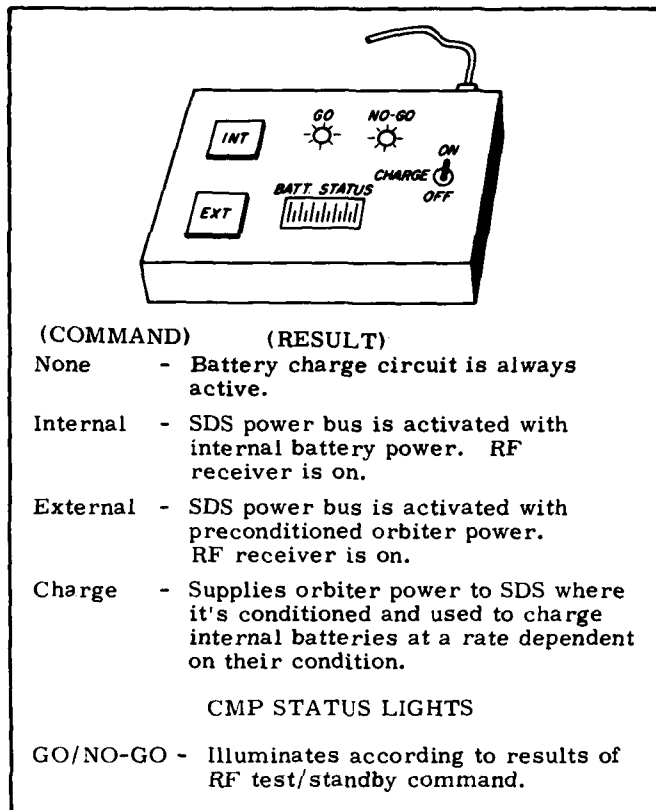 GO NO-GO
INT
ON
CHARGE
OFF
BATT. STATUS
EXT
(COMMAND) (RESULT)
None - Battery charge circuit is always
active.
Internal - SDS power bus is activated with
internal battery power. RF
receiver is on.
External - SDS power bus is activated with
preconditioned orbiter power.
RF receiver is on.
Charge - Supplies orbiter power to SDS where
it's conditioned and used to charge
internal batteries at a rate dependent
on their condition.
CMP STATUS LIGHTS
GO/NO-GO - Illuminates according to results of
RF test/standby command.